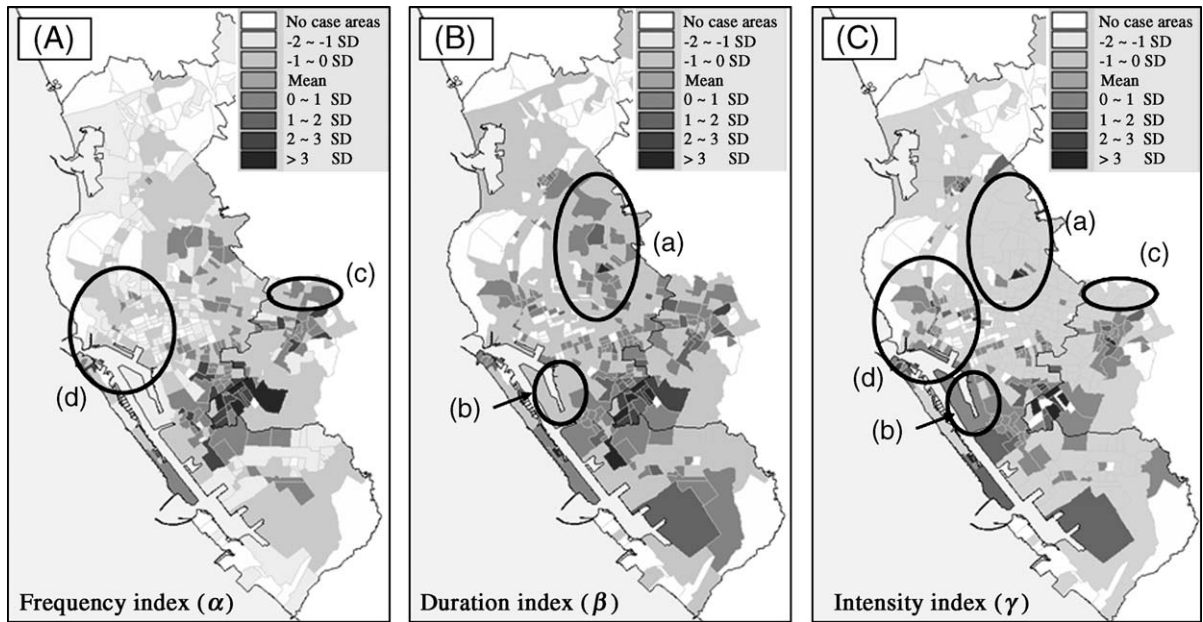 (A)
No case areas
-2 ~ -1 SD
-1 ~ 0 SD
Mean
0 ~ 1 SD
1 ~ 2 SD
2 ~ 3 SD
> 3 SD
(c)
(d)
Frequency index (α)
(B)
No case areas
-2 ~ -1 SD
-1 ~ 0 SD
Mean
0 ~ 1 SD
1 ~ 2 SD
2 ~ 3 SD
> 3 SD
(a)
(b)
Duration index (β)
(C)
No case areas
-2 ~ -1 SD
-1 ~ 0 SD
Mean
0 ~ 1 SD
1 ~ 2 SD
2 ~ 3 SD
> 3 SD
(a)
(c)
(d)
(b)
Intensity index (γ)